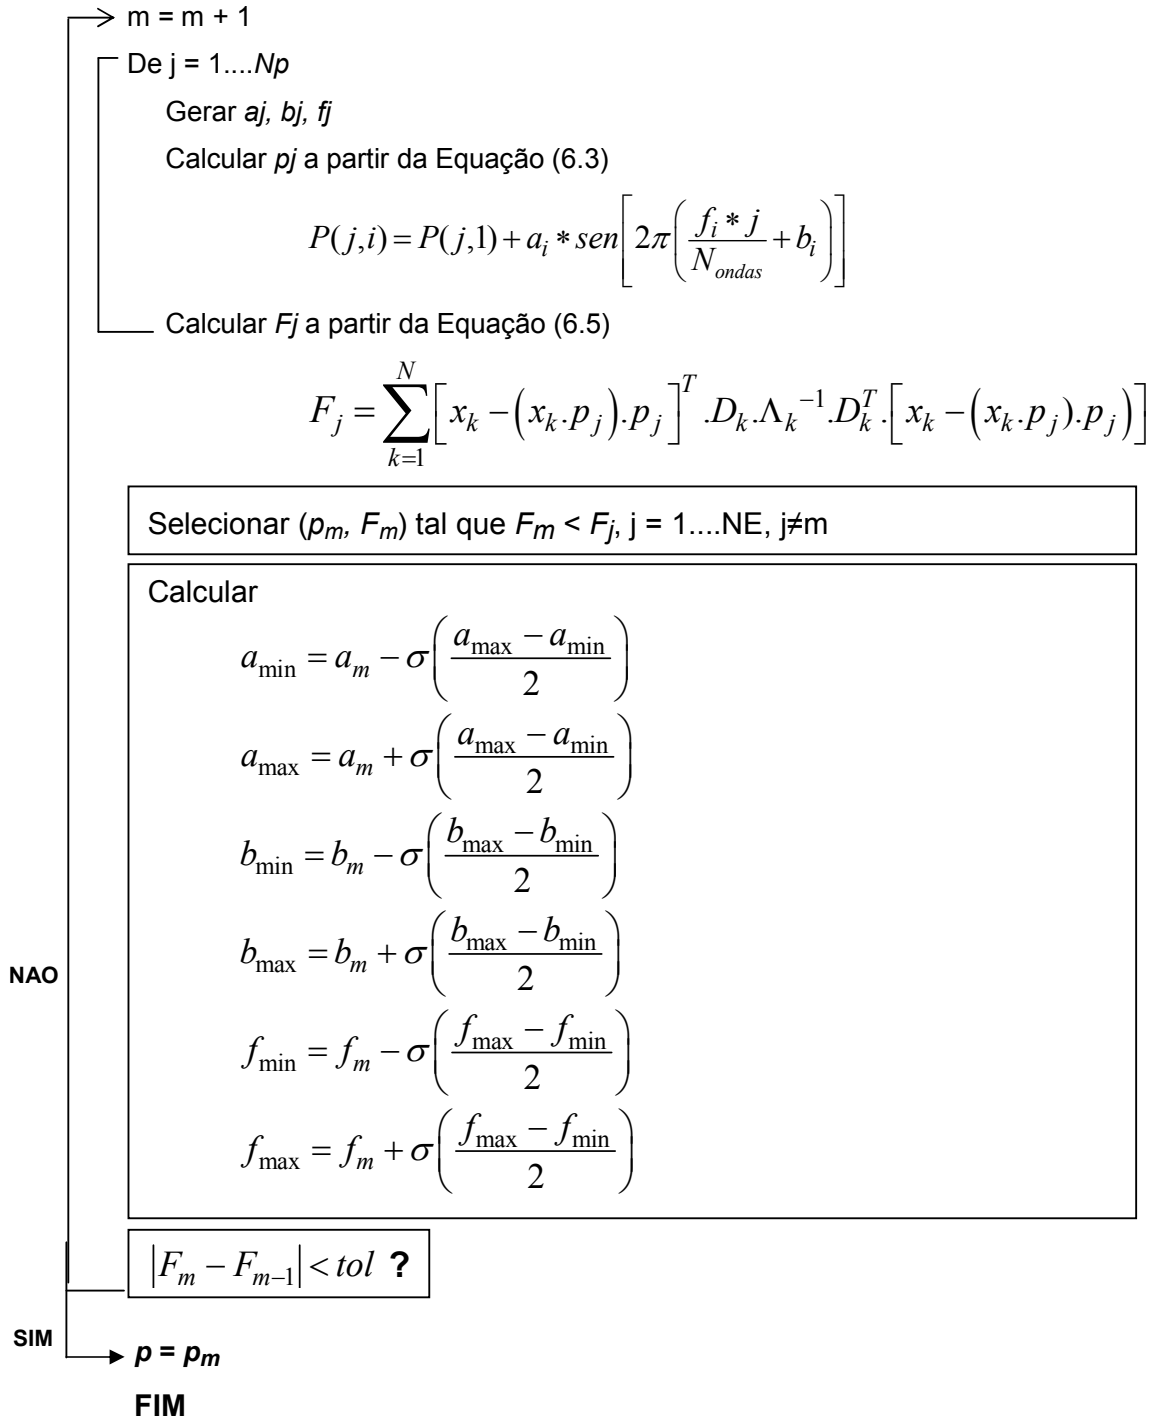 m = m + 1
De j = 1....Np
Gerar aj, bj, fj
Calcular pj a partir da Equação (6.3)
P(j,i) = P(j,1) + a_i * sen[2π(f_i * j / N_ondas + b_i)]
Calcular Fj a partir da Equação (6.5)
F_j = ∑_{k=1}^{N} [x_k − (x_k.p_j).p_j]^T .D_k.Λ_k^{−1}.D_k^T.[x_k − (x_k.p_j).p_j)]
Selecionar (p_m, F_m) tal que F_m < F_j, j = 1....NE, j≠m
Calcular
a_min = a_m − σ((a_max − a_min) / 2)
a_max = a_m + σ((a_max − a_min) / 2)
b_min = b_m − σ((b_max − b_min) / 2)
b_max = b_m + σ((b_max − b_min) / 2)
NAO
f_min = f_m − σ((f_max − f_min) / 2)
f_max = f_m + σ((f_max − f_min) / 2)
|F_m − F_{m−1}| < tol ?
SIM
p = p_m
FIM